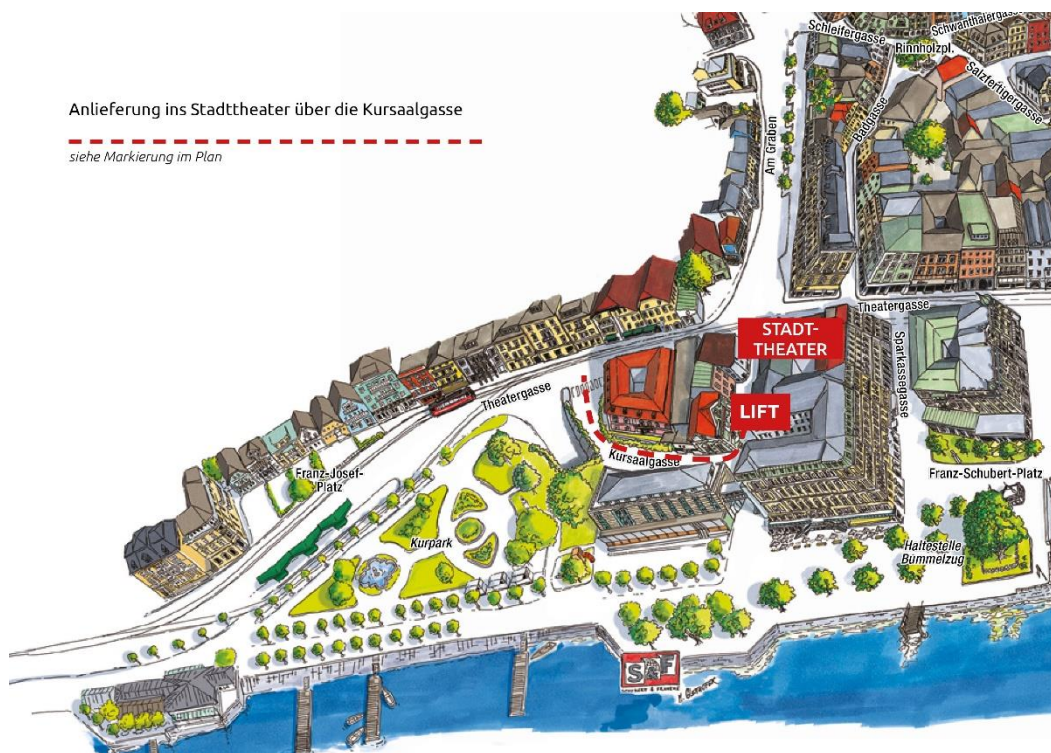 Schleifergasse
Schwanthalergasse
Rinnholzpl.
Salzfertigergasse
Badgasse
Am Graben
Anlieferung ins Stadttheater über die Kursaalgasse
siehe Markierung im Plan
Theatergasse
STADT-
THEATER
Sparkassegasse
LIFT
Theatergasse
Kursaalgasse
Franz-Josef-
Platz
Franz-Schubert-Platz
Kurpark
Haltestelle
Bummelzug